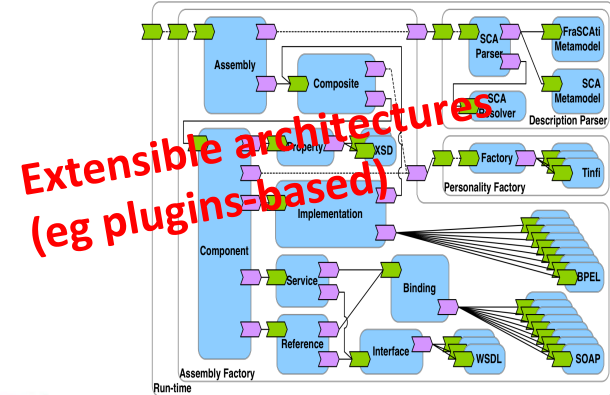 SCA
Parser
FraSCAti
Metamodel
Assembly
Composite
SCA
Metamodel
SCA
Resolver
Description Parser
Extensible architectures
(eg plugins-based)
Property
XSD
Factory
Tinfi
Personality Factory
Implementation
Component
BPEL
Service
Binding
Reference
Interface
WSDL
SOAP
Assembly Factory
Run-time